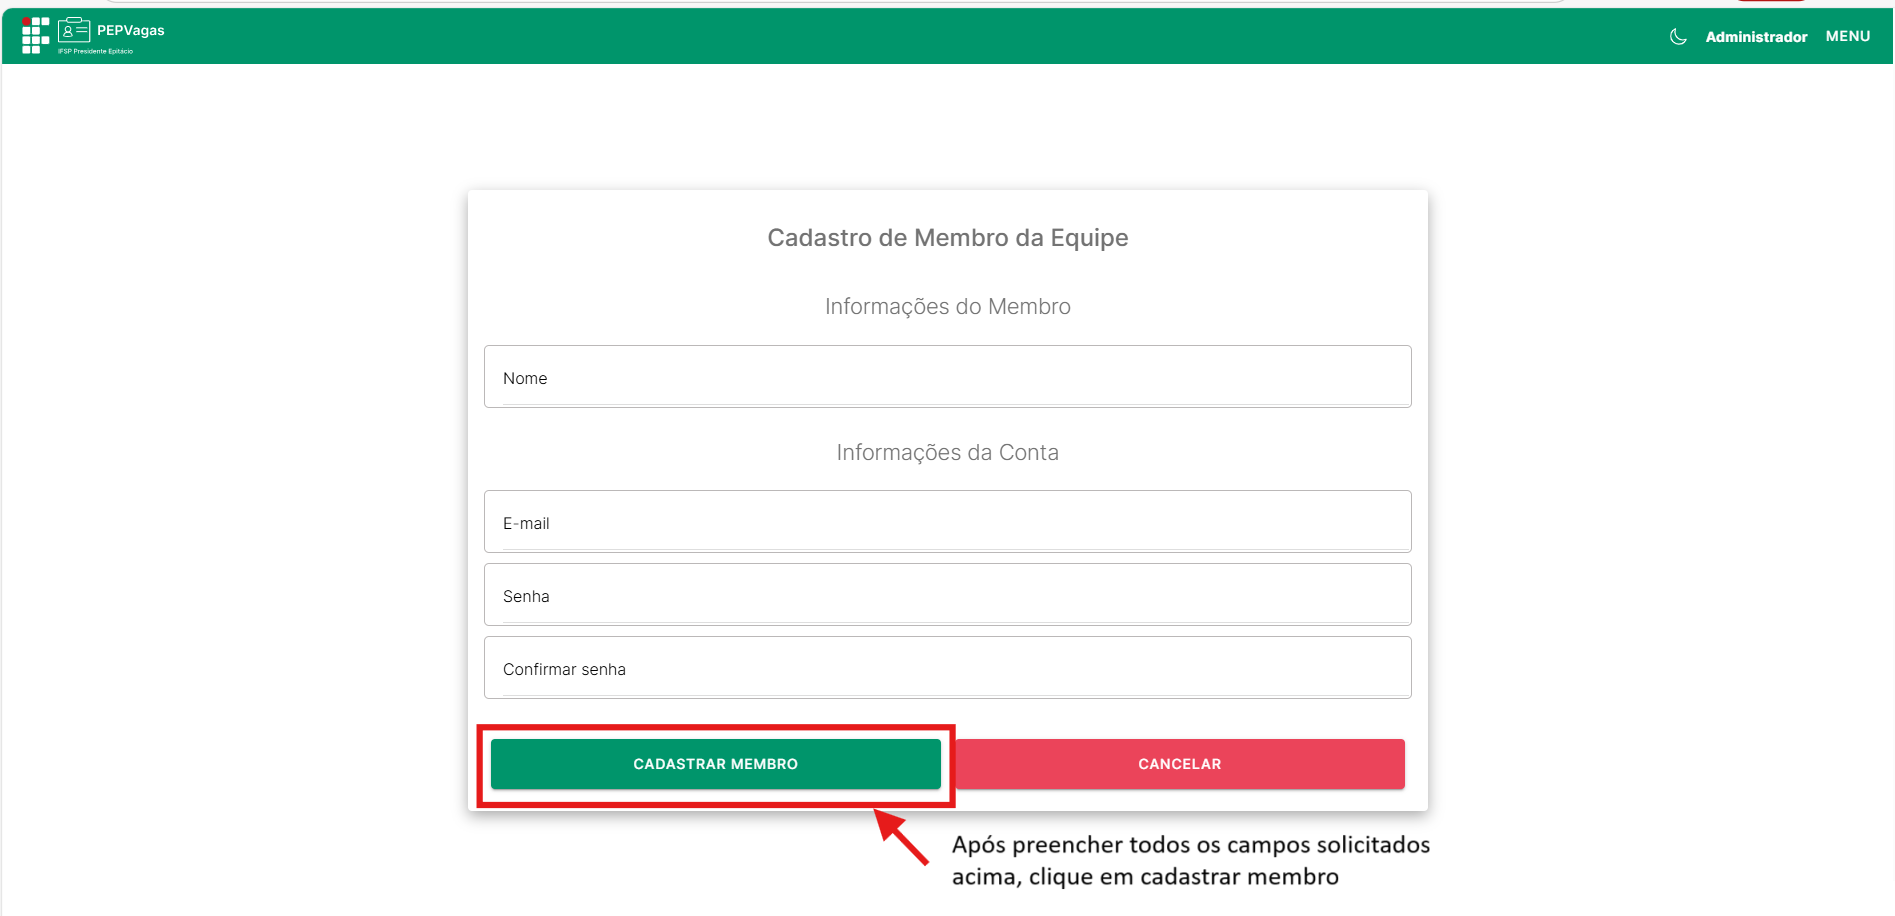 PEPVagas
IFSP Presidente Epitácio
Administrador
MENU
Cadastro de Membro da Equipe
Informações do Membro
Nome
Informações da Conta
E-mail
Senha
Confirmar senha
CADASTRAR MEMBRO
CANCELAR
Após preencher todos os campos solicitados
acima, clique em cadastrar membro